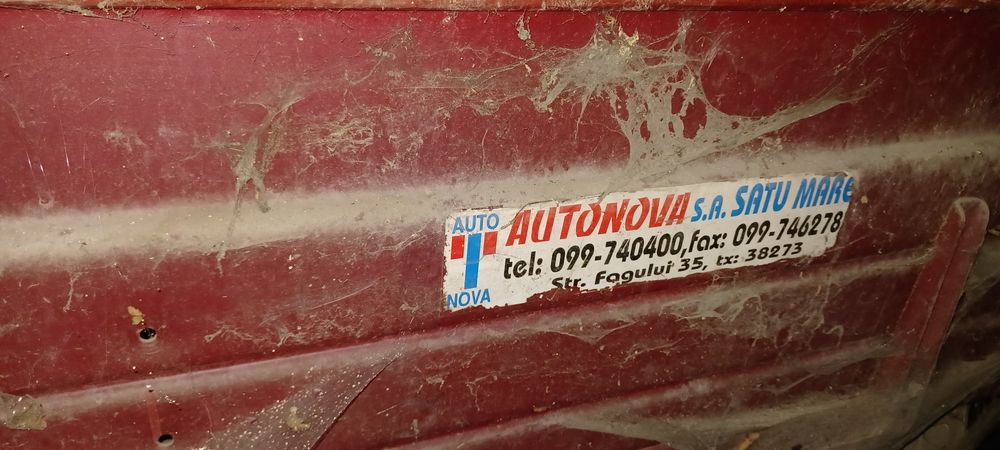 AUTO
NOVA
AUTONOVA S.A. SATU MARE
tel: 099-740400, fax: 099-746278
Str. Fagului 35, tx: 38273